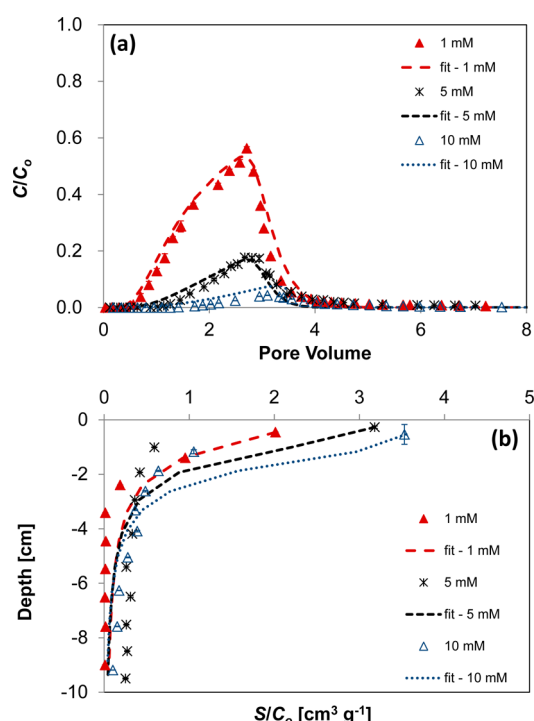 (a)
1 mM
fit - 1 mM
5 mM
fit - 5 mM
10 mM
fit - 10 mM
C/Co
1.0
0.8
0.6
0.4
0.2
0.0
0 2 4 6 8
Pore Volume
0 1 2 3 4 5
(b)
Depth [cm]
0
-2
-4
-6
-8
-10
1 mM
fit - 1 mM
5 mM
fit - 5 mM
10 mM
fit - 10 mM
S/Co [cm³ g⁻¹]